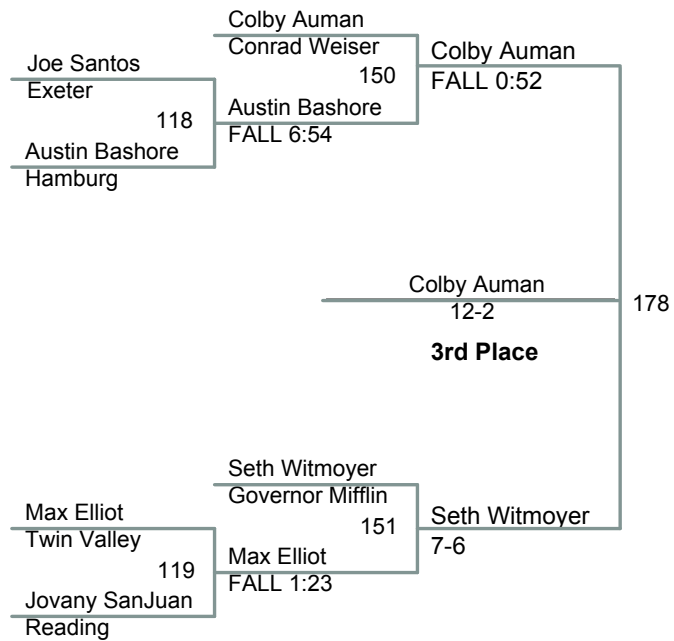 Colby Auman
Conrad Weiser
Joe Santos
Exeter
150
Colby Auman
FALL 0:52
118
Austin Bashore
FALL 6:54
Austin Bashore
Hamburg
Colby Auman
12-2
178
3rd Place
Seth Witmoyer
Governor Mifflin
Max Elliot
Twin Valley
151
Seth Witmoyer
7-6
119
Max Elliot
FALL 1:23
Jovany SanJuan
Reading